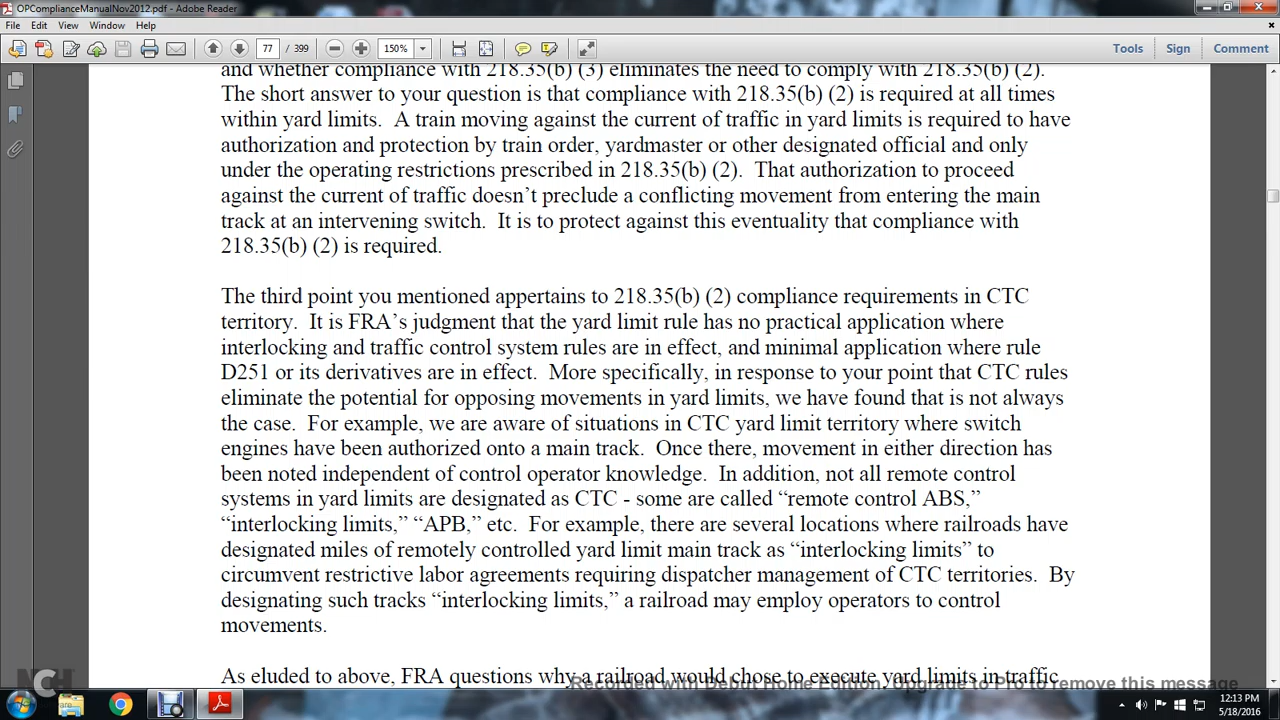 OPComplianceManualNov2012.pdf - Adobe Reader
File Edit View Window Help
77 / 399 150% Tools Sign Comment
and whether compliance with 218.35(b) (3) eliminates the need to comply with 218.35(b) (2).
The short answer to your question is that compliance with 218.35(b) (2) is required at all times
within yard limits.  A train moving against the current of traffic in yard limits is required to have
authorization and protection by train order, yardmaster or other designated official and only
under the operating restrictions prescribed in 218.35(b) (2).  That authorization to proceed
against the current of traffic doesn't preclude a conflicting movement from entering the main
track at an intervening switch.  It is to protect against this eventuality that compliance with
218.35(b) (2) is required.
The third point you mentioned appertains to 218.35(b) (2) compliance requirements in CTC
territory.  It is FRA's judgment that the yard limit rule has no practical application where
interlocking and traffic control system rules are in effect, and minimal application where rule
D251 or its derivatives are in effect.  More specifically, in response to your point that CTC rules
eliminate the potential for opposing movements in yard limits, we have found that is not always
the case.  For example, we are aware of situations in CTC yard limit territory where switch
engines have been authorized onto a main track.  Once there, movement in either direction has
been noted independent of control operator knowledge.  In addition, not all remote control
systems in yard limits are designated as CTC - some are called “remote control ABS,”
“interlocking limits,” “APB,” etc.  For example, there are several locations where railroads have
designated miles of remotely controlled yard limit main track as “interlocking limits” to
circumvent restrictive labor agreements requiring dispatcher management of CTC territories.  By
designating such tracks “interlocking limits,” a railroad may employ operators to control
movements.
As eluded to above, FRA questions why a railroad would chose to execute yard limits in traffic
Recorded with Debut Home Edition. Upgrade to Pro to remove this message
NCH
Software
12:13 PM
5/18/2016